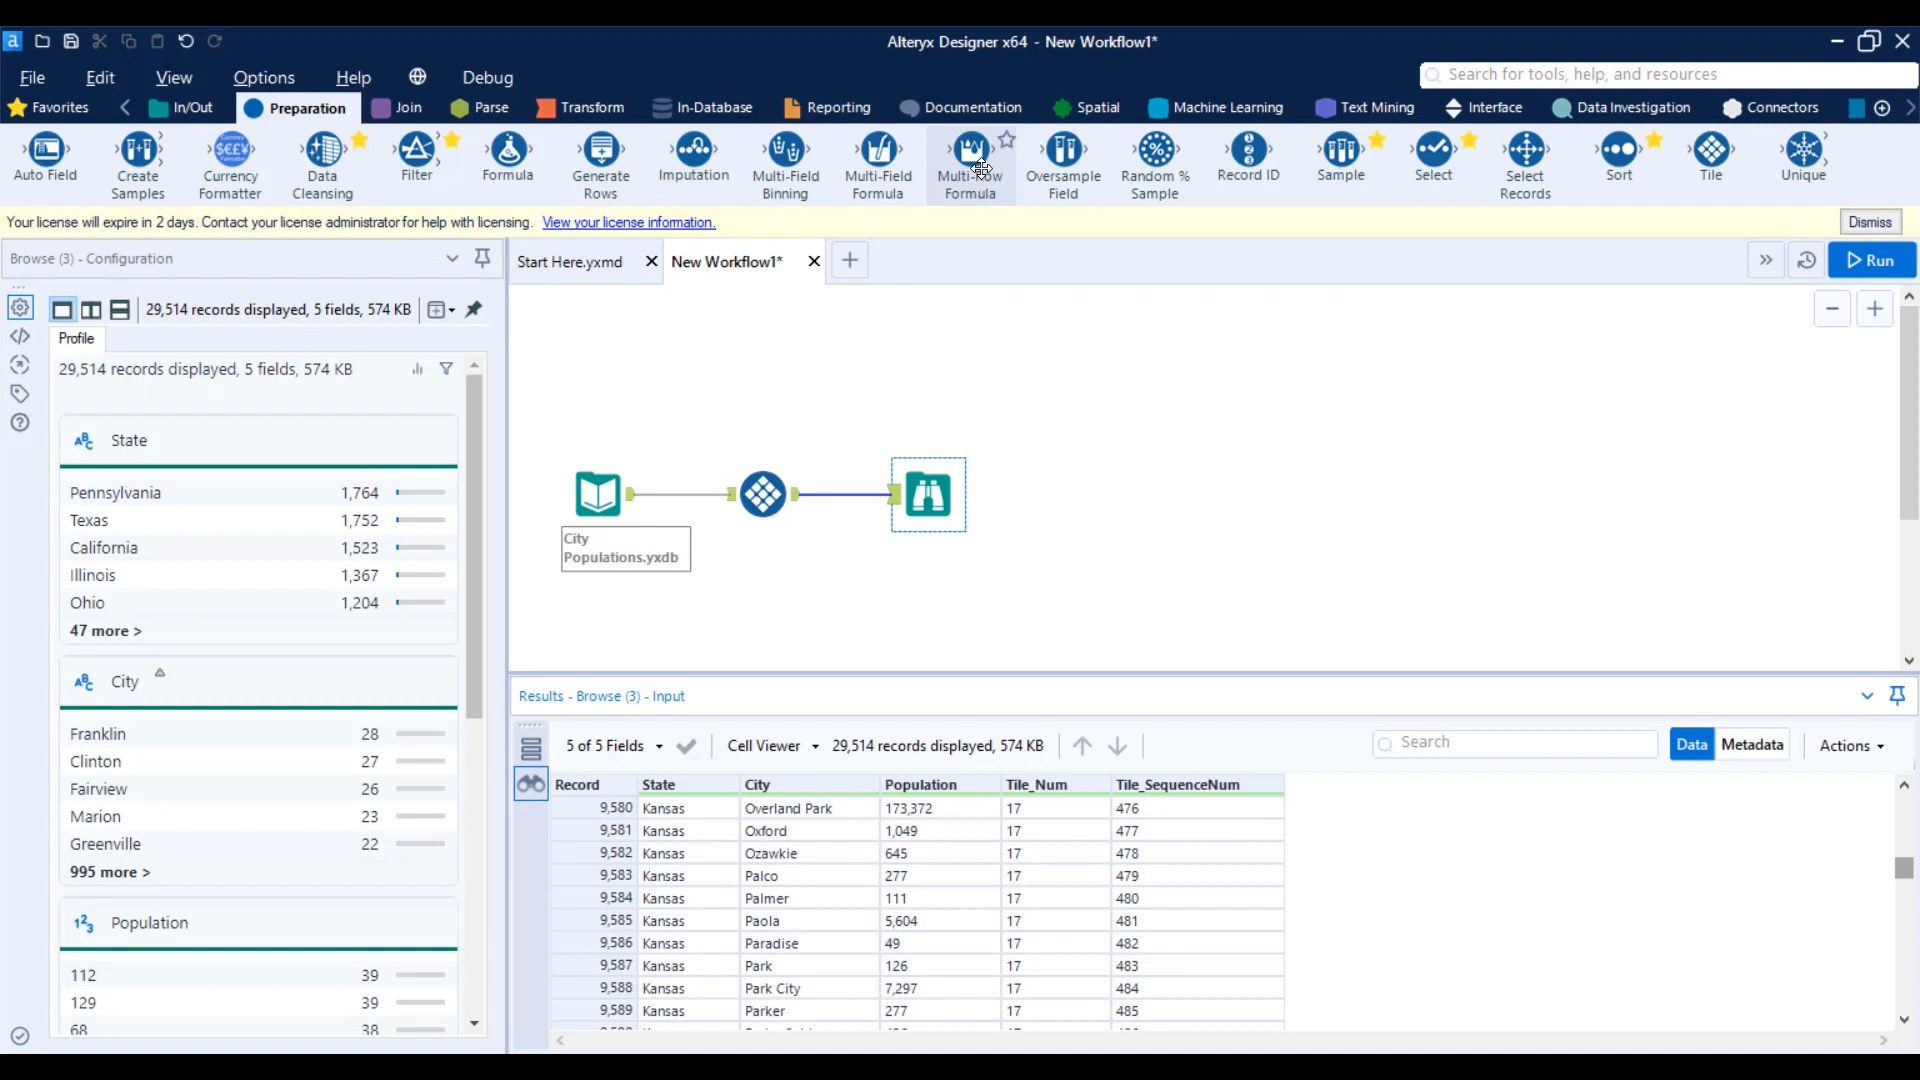 a
Alteryx Designer x64 - New Workflow1*
File Edit View Options Help Debug
Search for tools, help, and resources
Favorites In/Out Preparation Join Parse Transform In-Database Reporting Documentation Spatial Machine Learning Text Mining Interface Data Investigation Connectors
Auto Field
Create
Samples
Currency
Formatter
Data
Cleansing
Filter
Formula
Generate
Rows
Imputation
Multi-Field
Binning
Multi-Field
Formula
Multi-Row
Formula
Oversample
Field
Random %
Sample
Record ID
Sample
Select
Select
Records
Sort
Tile
Unique
Your license will expire in 2 days. Contact your license administrator for help with licensing. View your license information.
Dismiss
Browse (3) - Configuration
Start Here.yxmd
New Workflow1*
Run
29,514 records displayed, 5 fields, 574 KB
Profile
29,514 records displayed, 5 fields, 574 KB
ABC State
Pennsylvania 1,764
Texas 1,752
California 1,523
Illinois 1,367
Ohio 1,204
47 more >
ABC City
Franklin 28
Clinton 27
Fairview 26
Marion 23
Greenville 22
995 more >
123 Population
112 39
129 39
68 38
City
Populations.yxdb
Results - Browse (3) - Input
5 of 5 Fields Cell Viewer 29,514 records displayed, 574 KB Search Data Metadata Actions
Record State City Population Tile_Num Tile_SequenceNum
9,580 Kansas Overland Park 173,372 17 476
9,581 Kansas Oxford 1,049 17 477
9,582 Kansas Ozawkie 645 17 478
9,583 Kansas Palco 277 17 479
9,584 Kansas Palmer 111 17 480
9,585 Kansas Paola 5,604 17 481
9,586 Kansas Paradise 49 17 482
9,587 Kansas Park 126 17 483
9,588 Kansas Park City 7,297 17 484
9,589 Kansas Parker 277 17 485